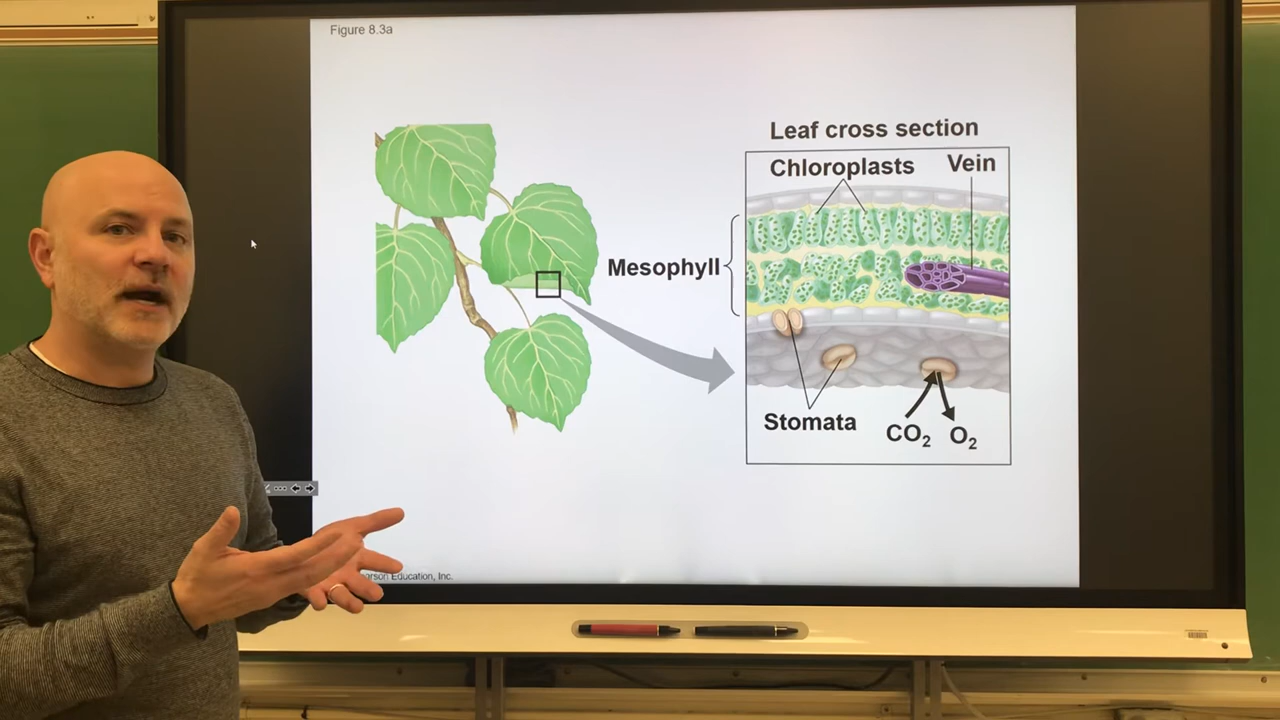 Figure 8.3a
Leaf cross section
Chloroplasts
Vein
Mesophyll
Stomata
CO₂
O₂
Education, Inc.